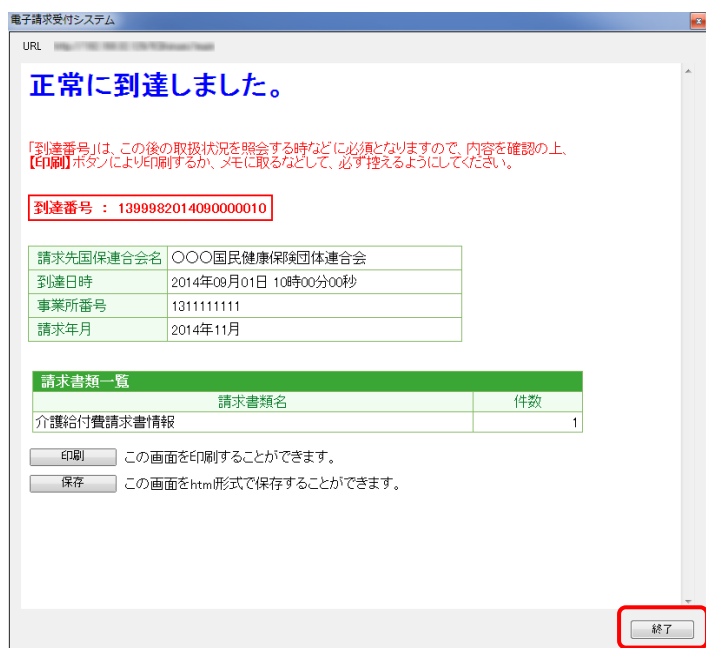 電子請求受付システム
URL
正常に到達しました。
「到達番号」は、この後の取扱状況を照会する時などに必須となりますので、内容を確認の上、
【印刷】ボタンにより印刷するか、メモに取るなどして、必ず控えるようにしてください。
到達番号 : 1399982014090000010
請求先国保連合会名 〇〇〇国民健康保険団体連合会
到達日時 2014年09月01日 10時00分00秒
事業所番号 1311111111
請求年月 2014年11月
請求書類一覧
請求書類名 件数
介護給付費請求書情報 1
印刷 この画面を印刷することができます。
保存 この画面をhtml形式で保存することができます。
終了